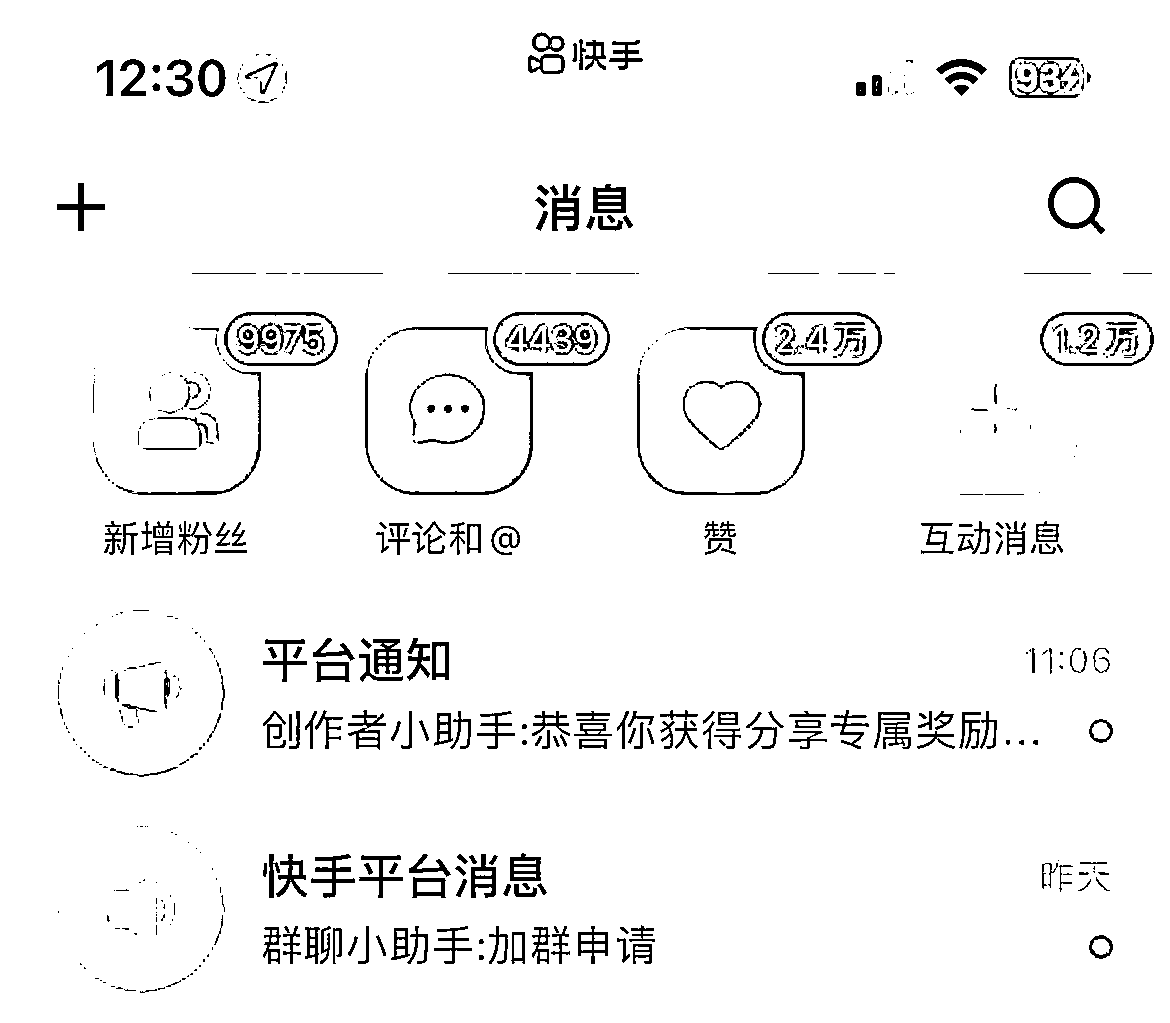 12:30
快手
93
消息
9975
4439
2.4万
1.2万
新增粉丝
评论和@
赞
互动消息
平台通知
11:06
创作者小助手:恭喜你获得分享专属奖励...
快手平台消息
昨天
群聊小助手:加群申请